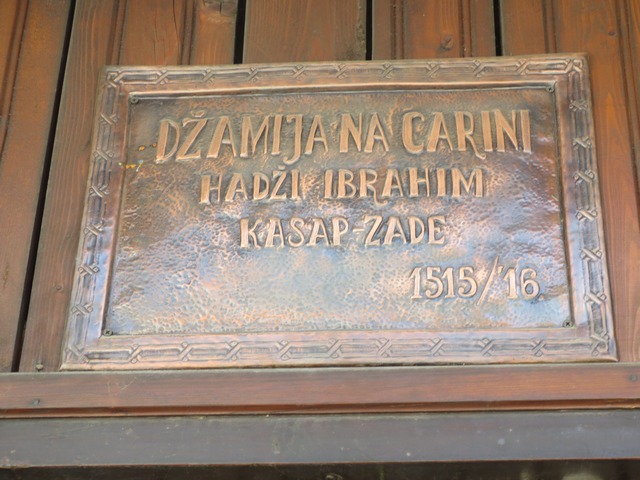 DŽAMIJA NA CARINI
HADŽI IBRAHIM
KASAP-ZADE
1515/'16